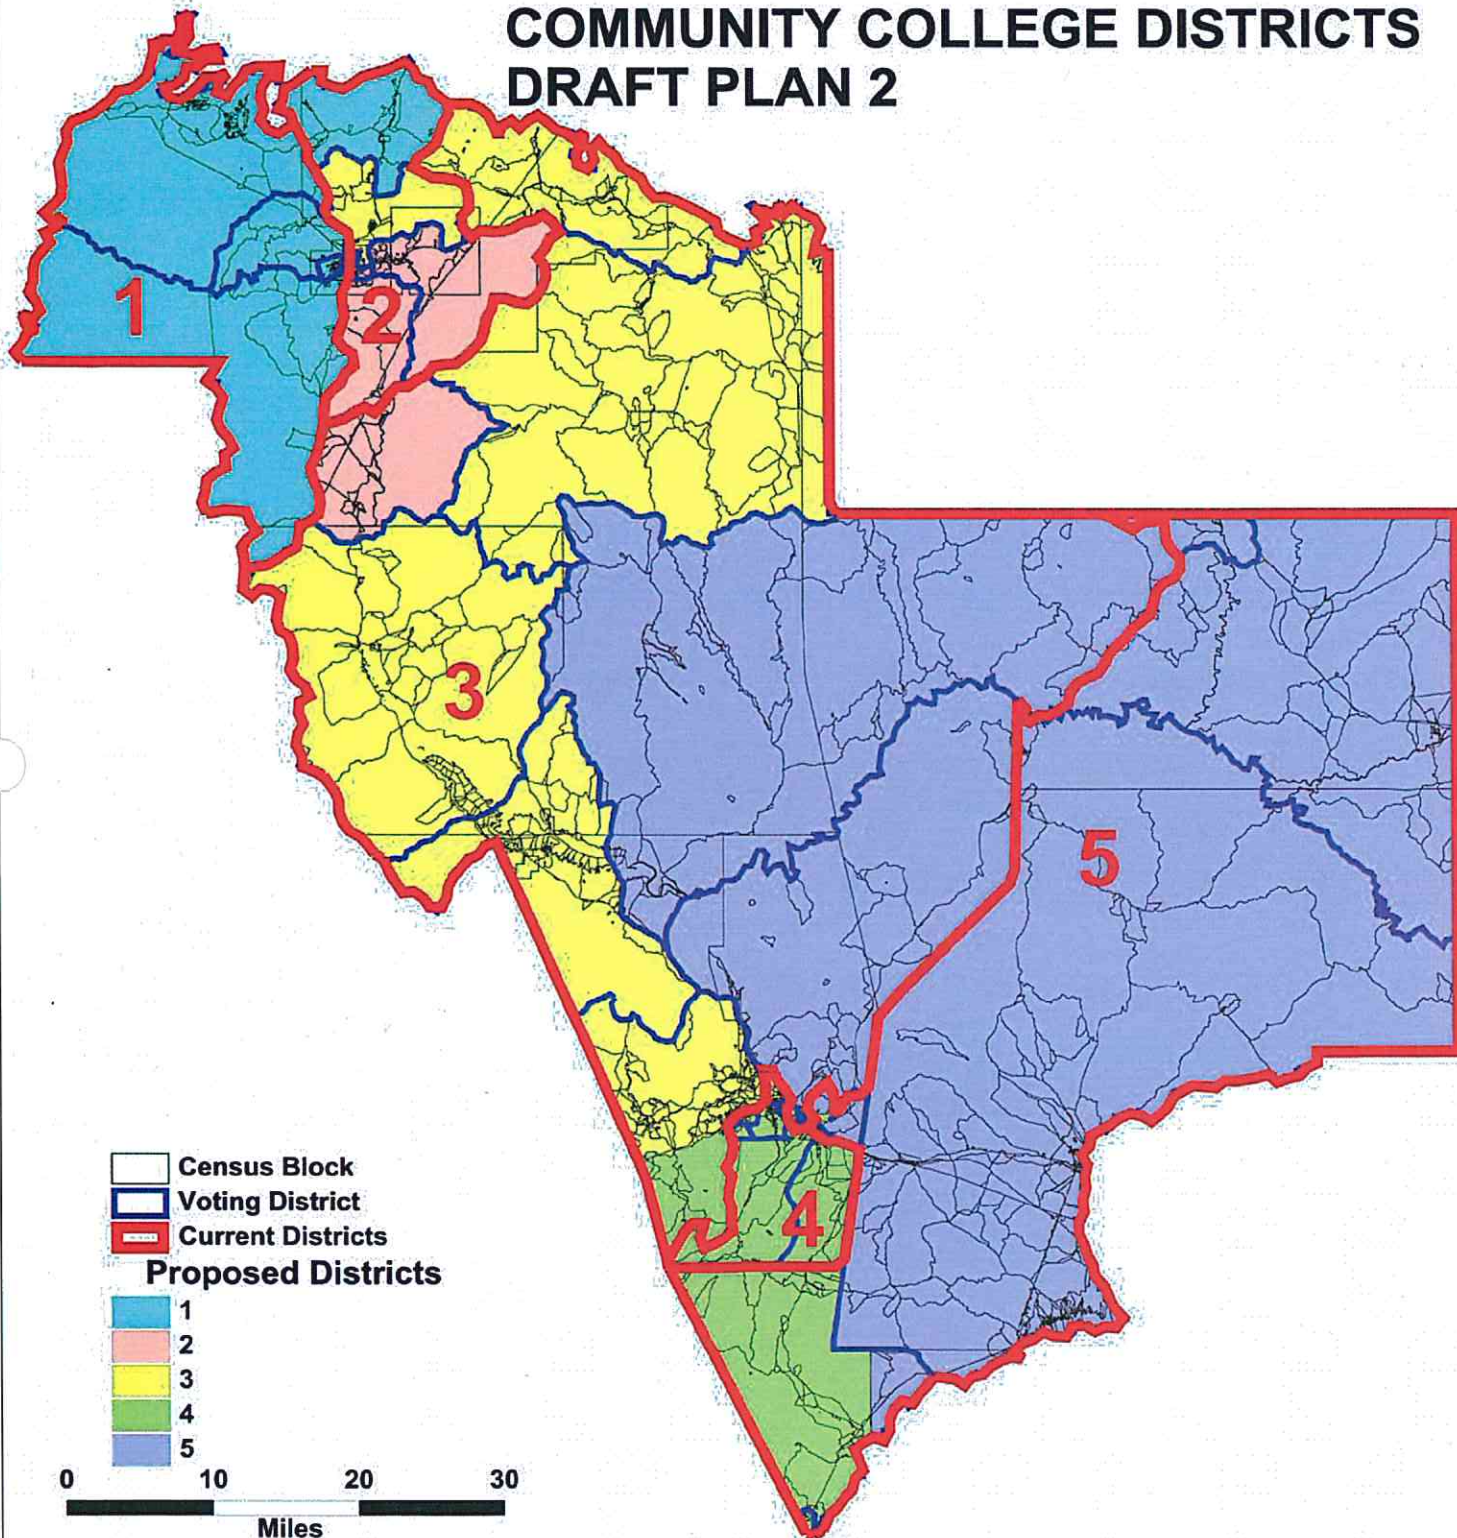 COMMUNITY COLLEGE DISTRICTS
DRAFT PLAN 2
1
2
3
5
4
Census Block
Voting District
Current Districts
Proposed Districts
1
2
3
4
5
0 10 20 30
Miles